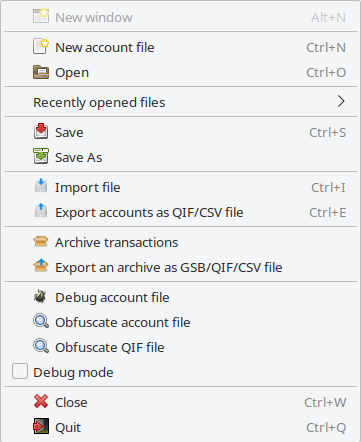 New window Alt+N
New account file Ctrl+N
Open Ctrl+O
Recently opened files
Save Ctrl+S
Save As
Import file Ctrl+I
Export accounts as QIF/CSV file Ctrl+E
Archive transactions
Export an archive as GSB/QIF/CSV file
Debug account file
Obfuscate account file
Obfuscate QIF file
Debug mode
Close Ctrl+W
Quit Ctrl+Q